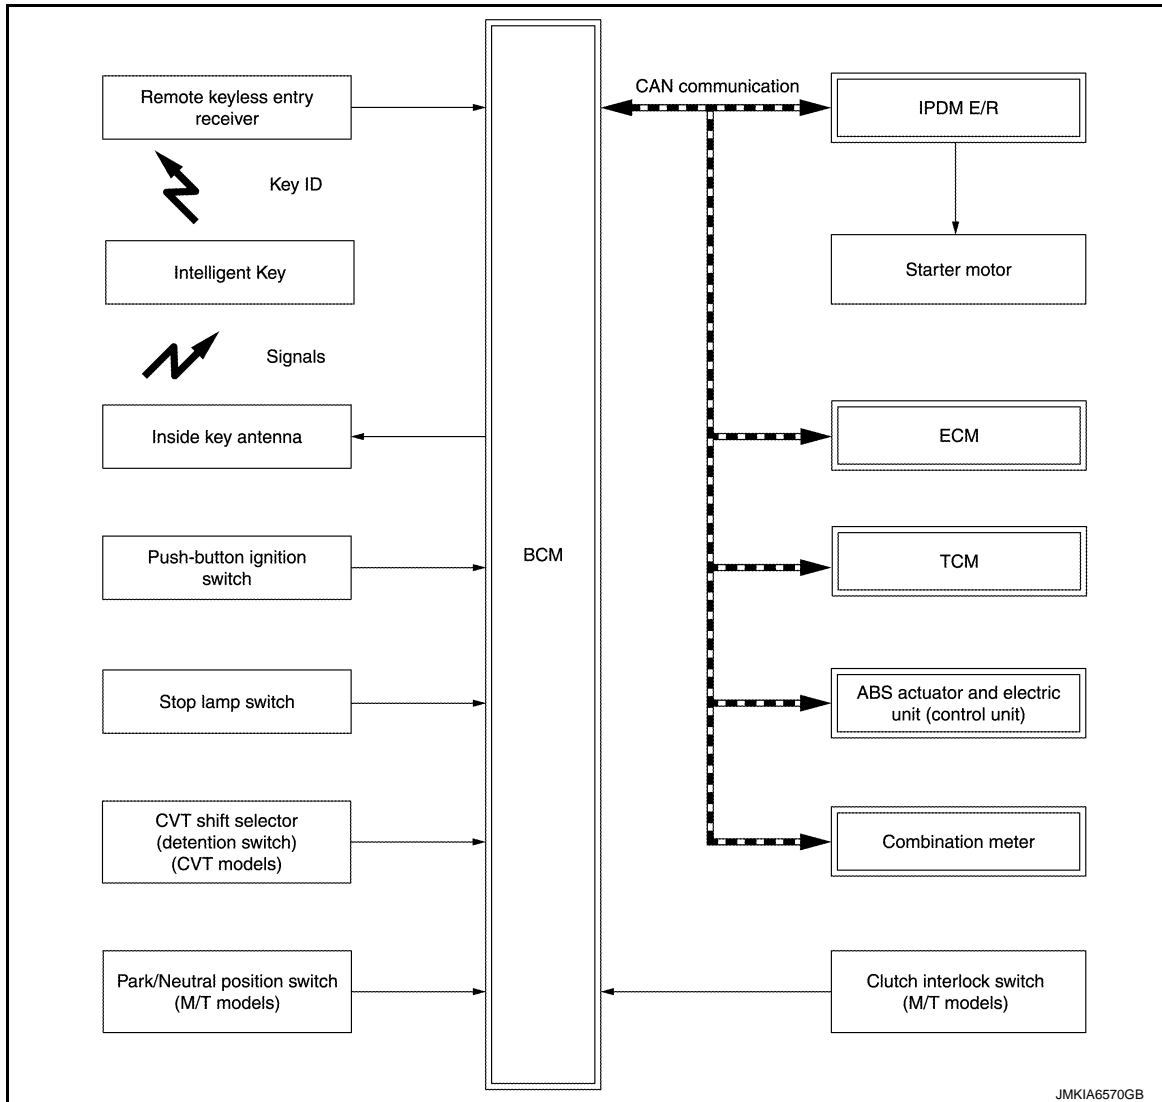 Remote keyless entry
receiver
Key ID
Intelligent Key
Signals
Inside key antenna
Push-button ignition
switch
Stop lamp switch
CVT shift selector
(detention switch)
(CVT models)
Park/Neutral position switch
(M/T models)
BCM
CAN communication
IPDM E/R
Starter motor
ECM
TCM
ABS actuator and electric
unit (control unit)
Combination meter
Clutch interlock switch
(M/T models)
JMKIA6570GB